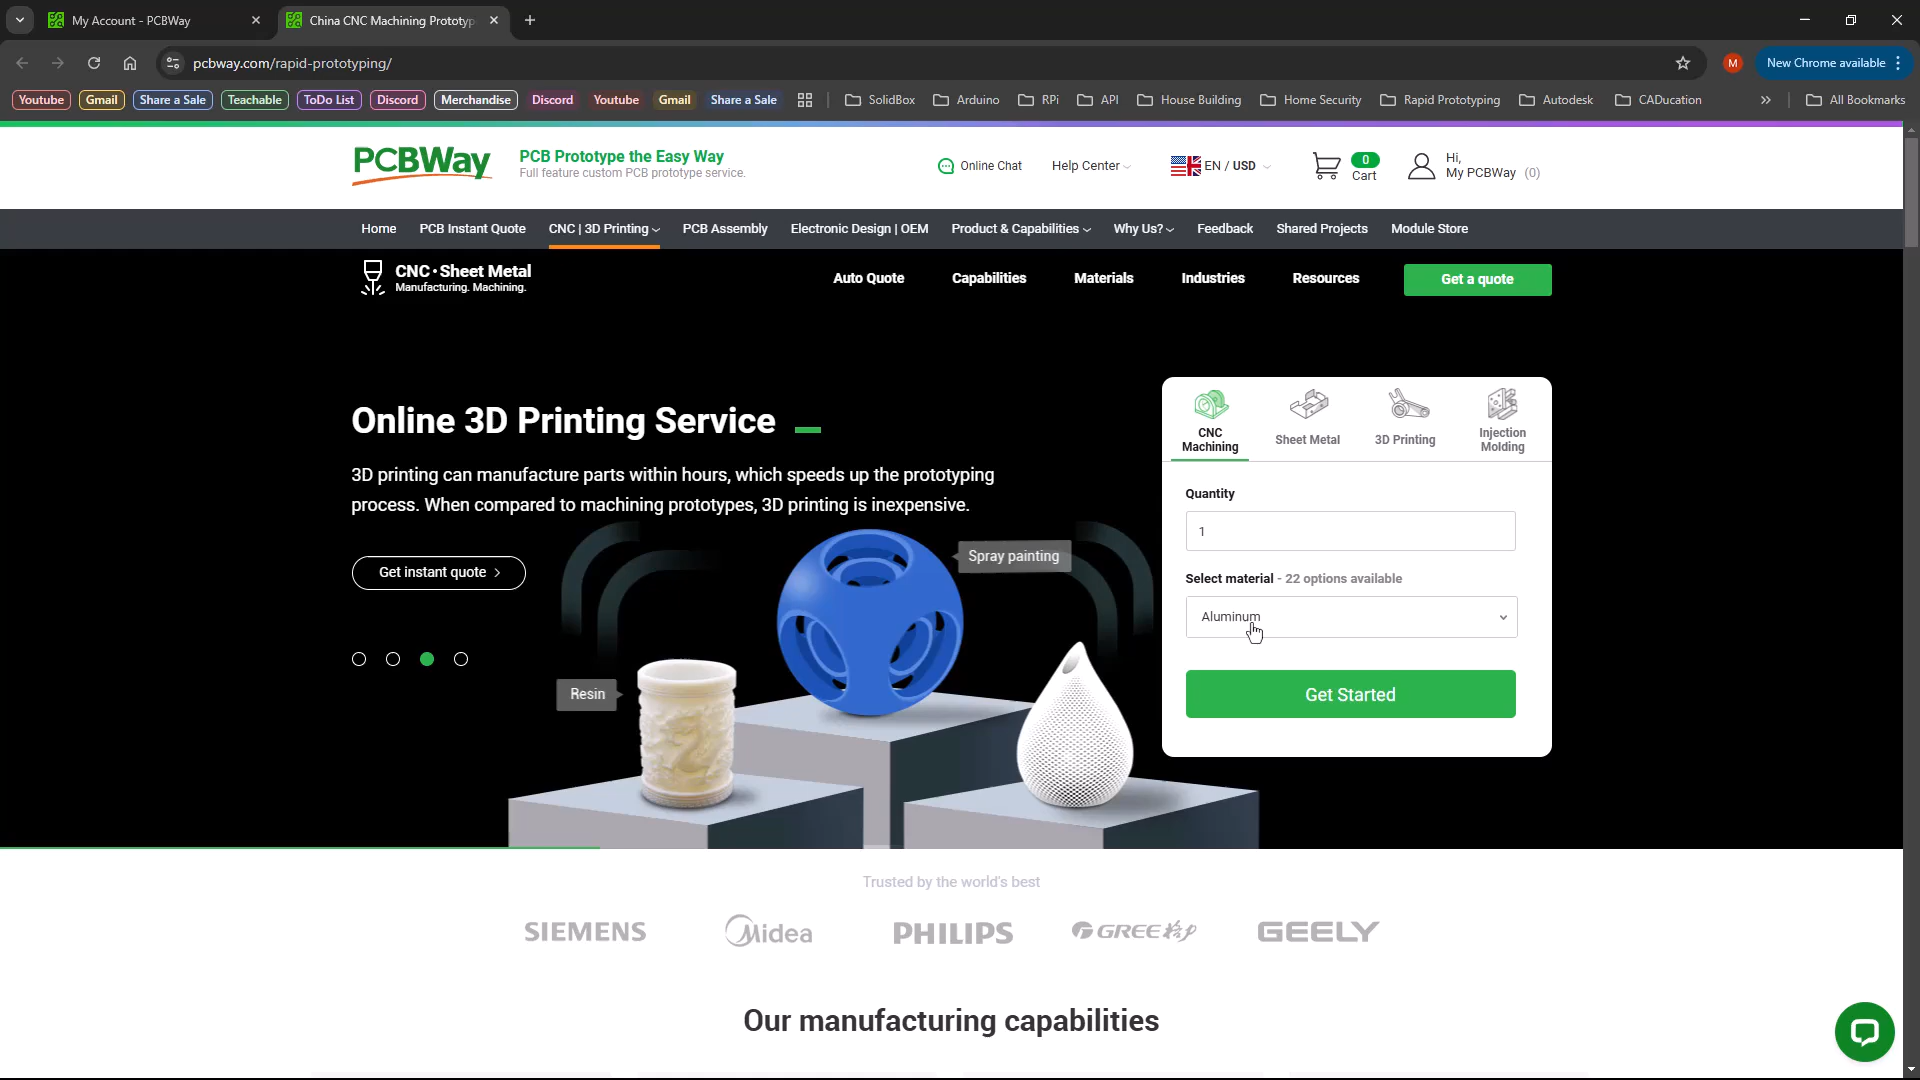 My Account - PCBWay
China CNC Machining Prototyp
pcbway.com/rapid-prototyping/
M
New Chrome available
Youtube
Gmail
Share a Sale
Teachable
ToDo List
Discord
Merchandise
Discord
Youtube
Gmail
Share a Sale
SolidBox
Arduino
RPi
API
House Building
Home Security
Rapid Prototyping
Autodesk
CADucation
All Bookmarks
PCBWay
PCB Prototype the Easy Way
Full feature custom PCB prototype service.
Online Chat
Help Center
EN / USD
0
Cart
Hi,
My PCBWay (0)
Home
PCB Instant Quote
CNC | 3D Printing
PCB Assembly
Electronic Design | OEM
Product & Capabilities
Why Us?
Feedback
Shared Projects
Module Store
CNC·Sheet Metal
Manufacturing. Machining.
Auto Quote
Capabilities
Materials
Industries
Resources
Get a quote
Online 3D Printing Service
3D printing can manufacture parts within hours, which speeds up the prototyping
process. When compared to machining prototypes, 3D printing is inexpensive.
Get instant quote >
Spray painting
Resin
CNC
Machining
Sheet Metal
3D Printing
Injection
Molding
Quantity
1
Select material - 22 options available
Aluminum
Get Started
Trusted by the world's best
SIEMENS
Midea
PHILIPS
GREE格力
GEELY
Our manufacturing capabilities